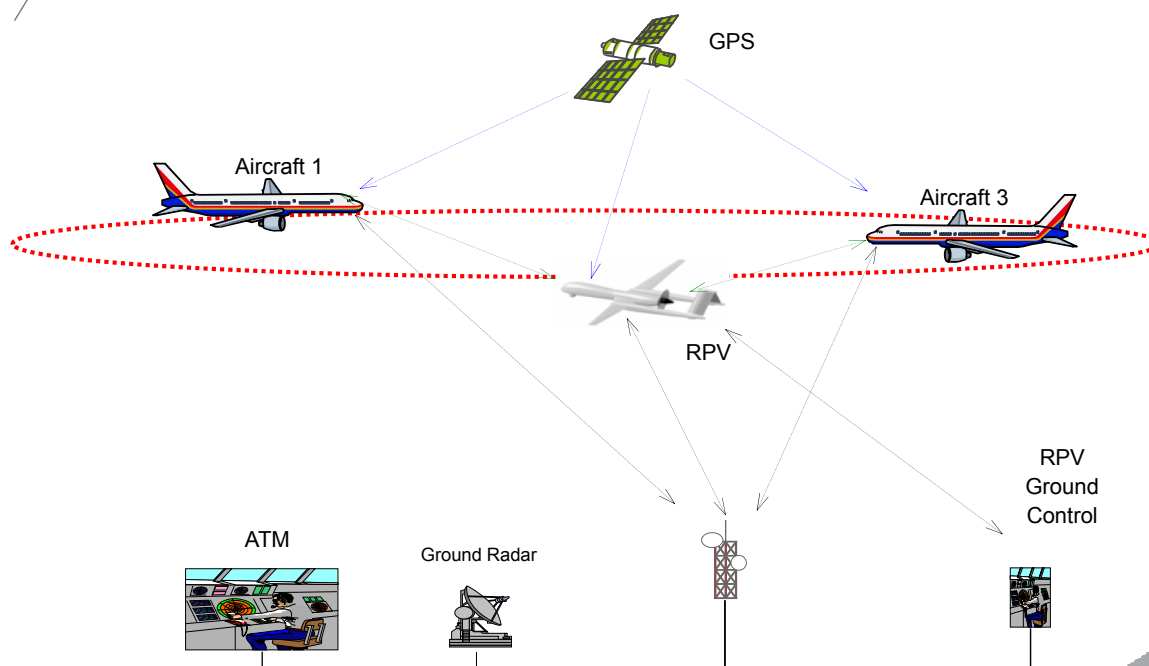 GPS
Aircraft 1
Aircraft 3
RPV
RPV
Ground
Control
ATM
Ground Radar